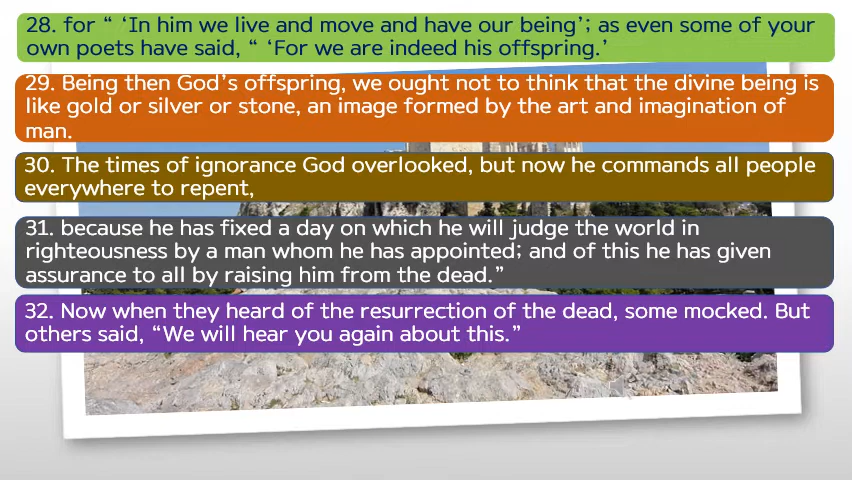 28. for “ ‘In him we live and move and have our being’; as even some of your
own poets have said, “ ‘For we are indeed his offspring.’
29. Being then God’s offspring, we ought not to think that the divine being is
like gold or silver or stone, an image formed by the art and imagination of
man.
30. The times of ignorance God overlooked, but now he commands all people
everywhere to repent,
31. because he has fixed a day on which he will judge the world in
righteousness by a man whom he has appointed; and of this he has given
assurance to all by raising him from the dead.”
32. Now when they heard of the resurrection of the dead, some mocked. But
others said, “We will hear you again about this.”